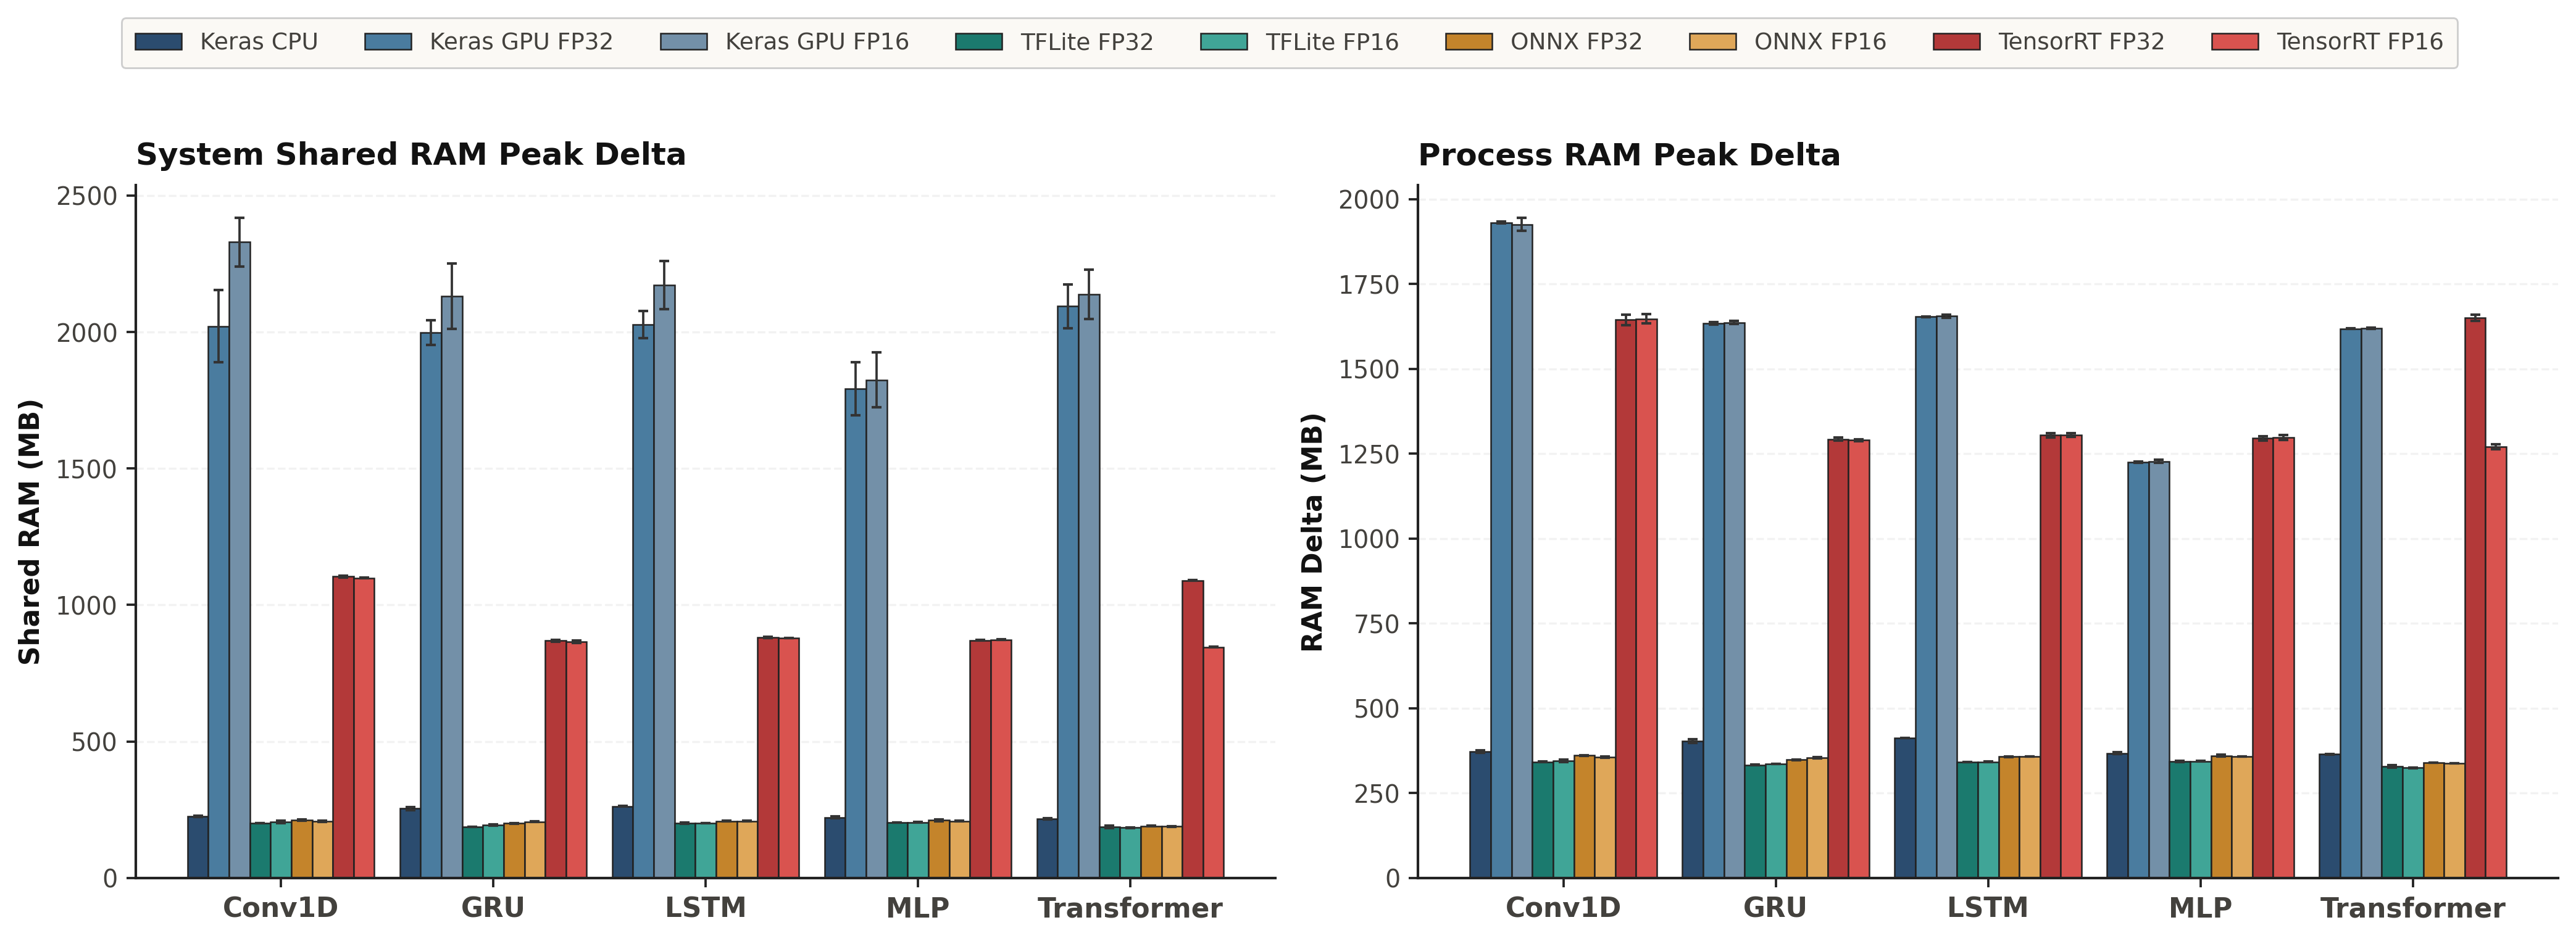 Keras CPU Keras GPU FP32 Keras GPU FP16 TFLite FP32 TFLite FP16 ONNX FP32 ONNX FP16 TensorRT FP32 TensorRT FP16
System Shared RAM Peak Delta
Shared RAM (MB)
2500
2000
1500
1000
500
0
Conv1D GRU LSTM MLP Transformer
Process RAM Peak Delta
RAM Delta (MB)
2000
1750
1500
1250
1000
750
500
250
0
Conv1D GRU LSTM MLP Transformer